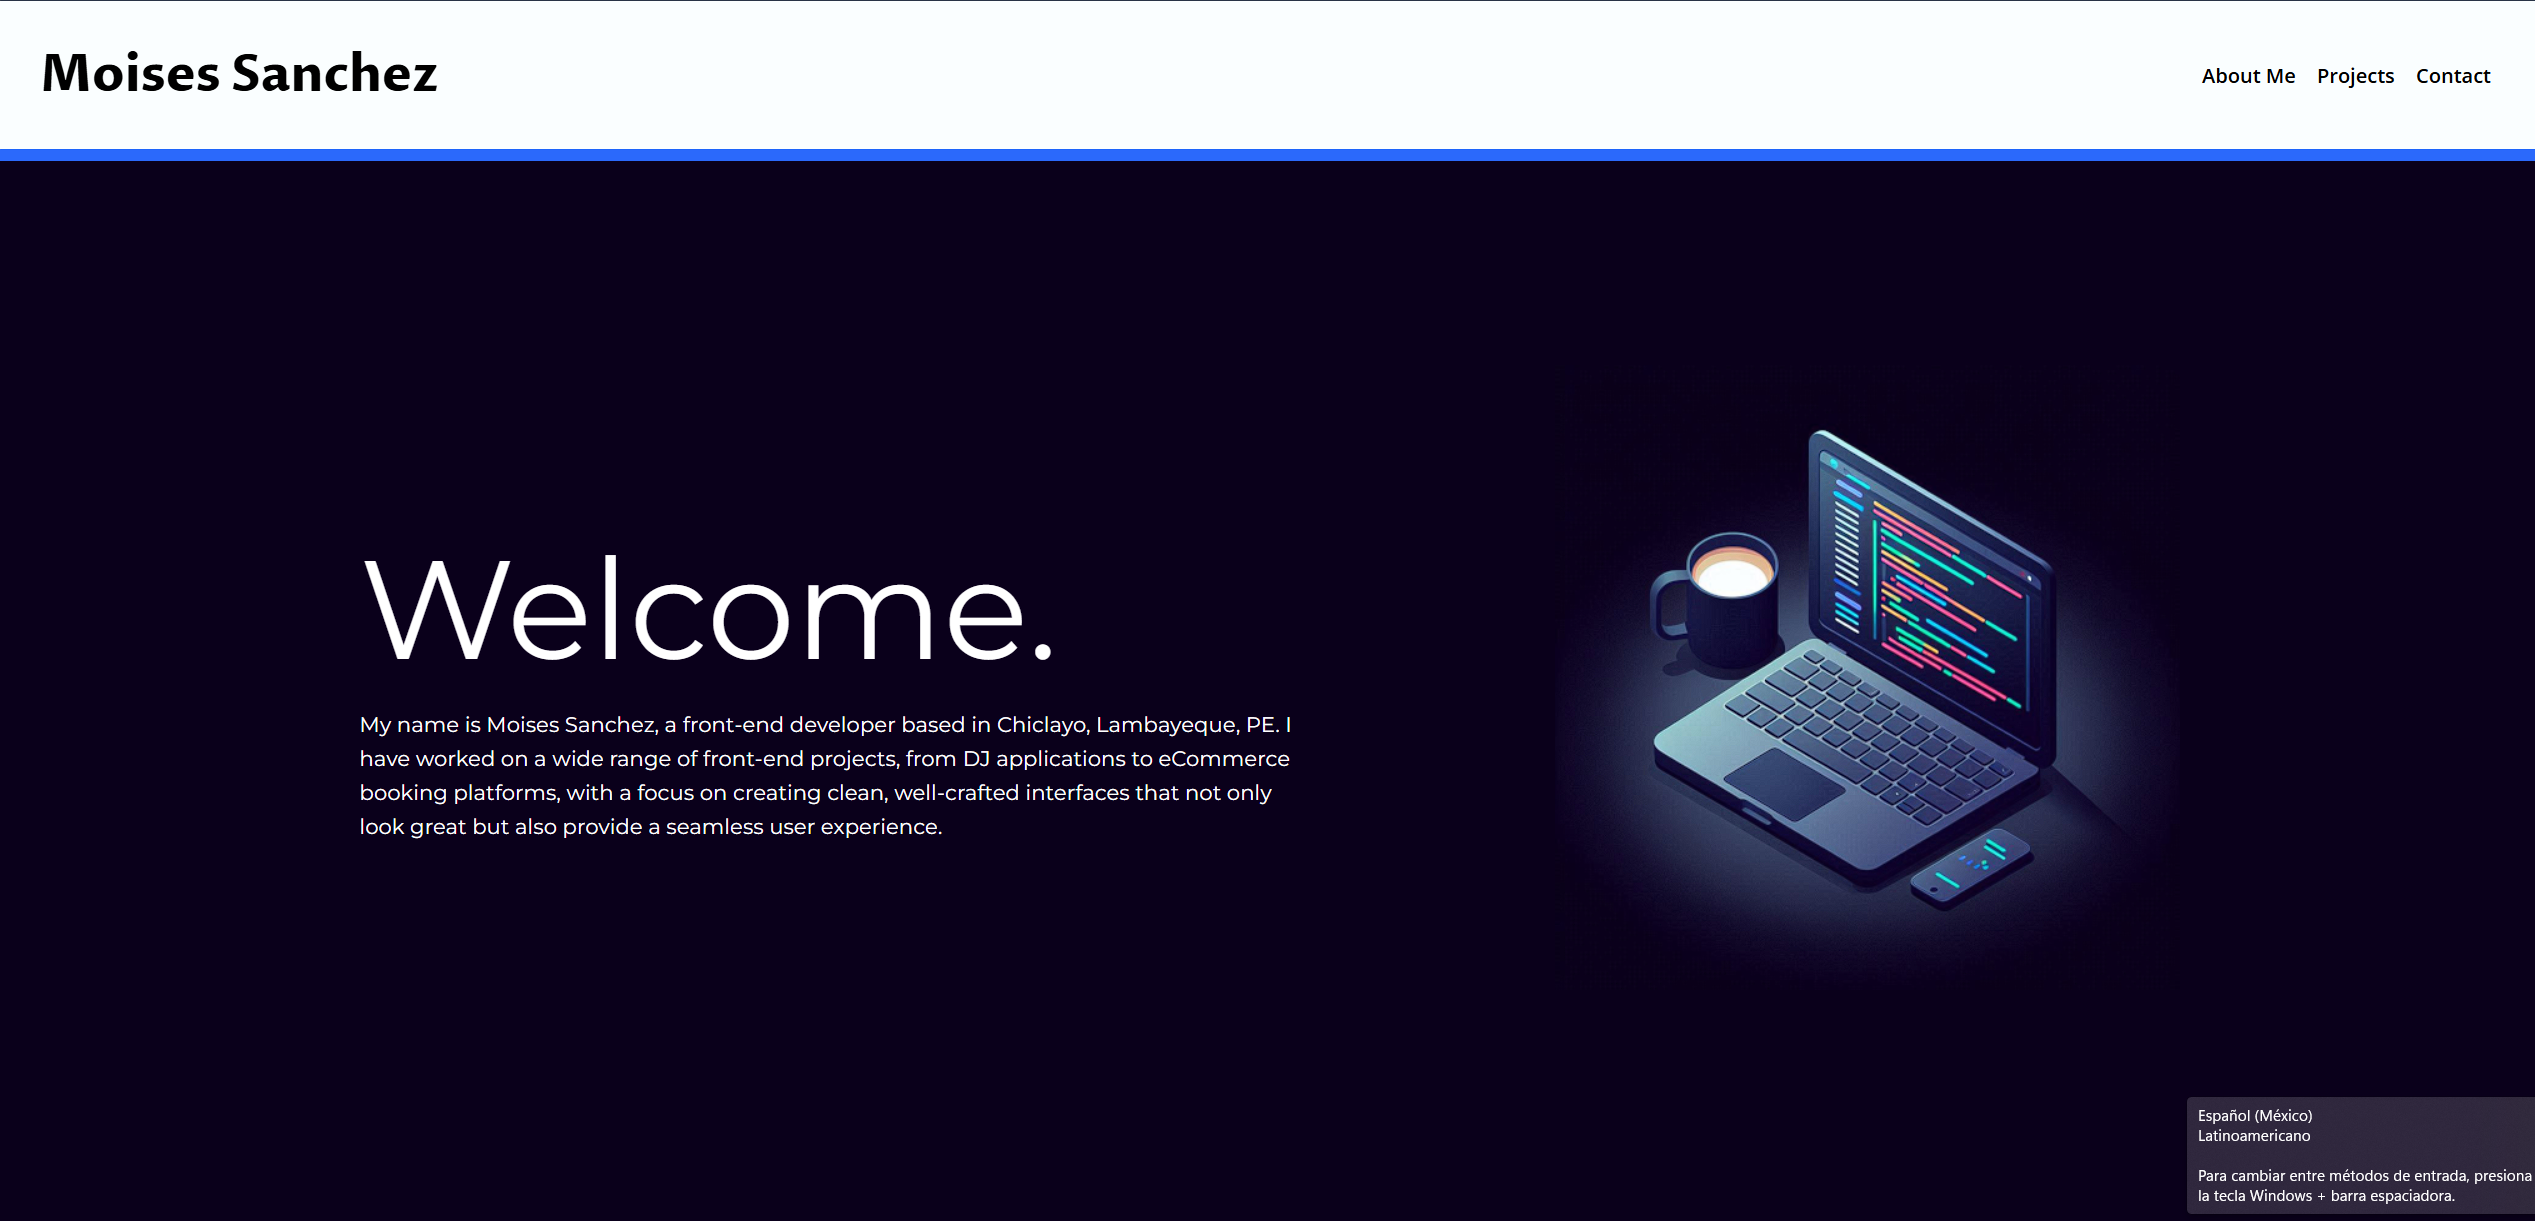 Moises Sanchez
About Me Projects Contact
Welcome.
My name is Moises Sanchez, a front-end developer based in Chiclayo, Lambayeque, PE. I
have worked on a wide range of front-end projects, from DJ applications to eCommerce
booking platforms, with a focus on creating clean, well-crafted interfaces that not only
look great but also provide a seamless user experience.
Español (México)
Latinoamericano
Para cambiar entre métodos de entrada, presiona
la tecla Windows + barra espaciadora.